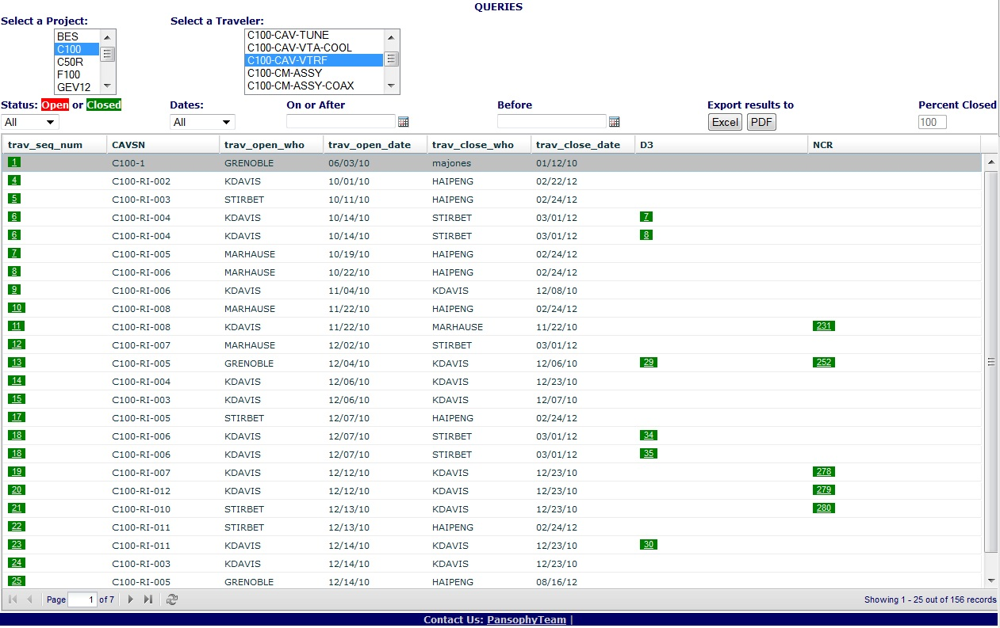 QUERIES
Select a Project: Select a Traveler:
BES C100-CAV-TUNE
C100 C100-CAV-VTA-COOL
C50R C100-CAV-VTRF
F100 C100-CM-ASSY
GEV12 C100-CM-ASSY-COAX
Status: Open or Closed Dates: On or After Before Export results to Percent Closed
All All Excel PDF 100
trav_seq_num CAVSN trav_open_who trav_open_date trav_close_who trav_close_date D3 NCR
1 C100-1 GRENOBLE 06/03/10 majones 01/12/10
4 C100-RI-002 KDAVIS 10/01/10 HAIPENG 02/22/12
5 C100-RI-003 STIRBET 10/11/10 HAIPENG 02/24/12
6 C100-RI-004 KDAVIS 10/14/10 STIRBET 03/01/12 7
6 C100-RI-004 KDAVIS 10/14/10 STIRBET 03/01/12 8
7 C100-RI-005 MARHAUSE 10/19/10 HAIPENG 02/24/12
8 C100-RI-006 MARHAUSE 10/22/10 HAIPENG 02/24/12
9 C100-RI-006 KDAVIS 11/04/10 KDAVIS 12/08/10
10 C100-RI-008 MARHAUSE 11/22/10 HAIPENG 02/24/12
11 C100-RI-008 KDAVIS 11/22/10 MARHAUSE 11/22/10 231
12 C100-RI-007 MARHAUSE 12/02/10 STIRBET 03/01/12
13 C100-RI-005 GRENOBLE 12/04/10 KDAVIS 12/06/10 29 252
14 C100-RI-004 KDAVIS 12/06/10 KDAVIS 12/23/10
15 C100-RI-003 KDAVIS 12/06/10 KDAVIS 12/07/10
17 C100-RI-005 STIRBET 12/07/10 HAIPENG 02/24/12
18 C100-RI-006 KDAVIS 12/07/10 STIRBET 03/01/12 34
18 C100-RI-006 KDAVIS 12/07/10 STIRBET 03/01/12 35
19 C100-RI-007 KDAVIS 12/12/10 KDAVIS 12/23/10 278
20 C100-RI-012 KDAVIS 12/12/10 KDAVIS 12/23/10 279
21 C100-RI-010 STIRBET 12/13/10 KDAVIS 12/23/10 280
22 C100-RI-011 STIRBET 12/13/10 HAIPENG 02/24/12
23 C100-RI-011 KDAVIS 12/14/10 KDAVIS 12/23/10 30
24 C100-RI-003 KDAVIS 12/14/10 KDAVIS 12/23/10
25 C100-RI-005 GRENOBLE 12/14/10 HAIPENG 08/16/12
Page 1 of 7 Showing 1 - 25 out of 156 records
Contact Us: PansophyTeam |